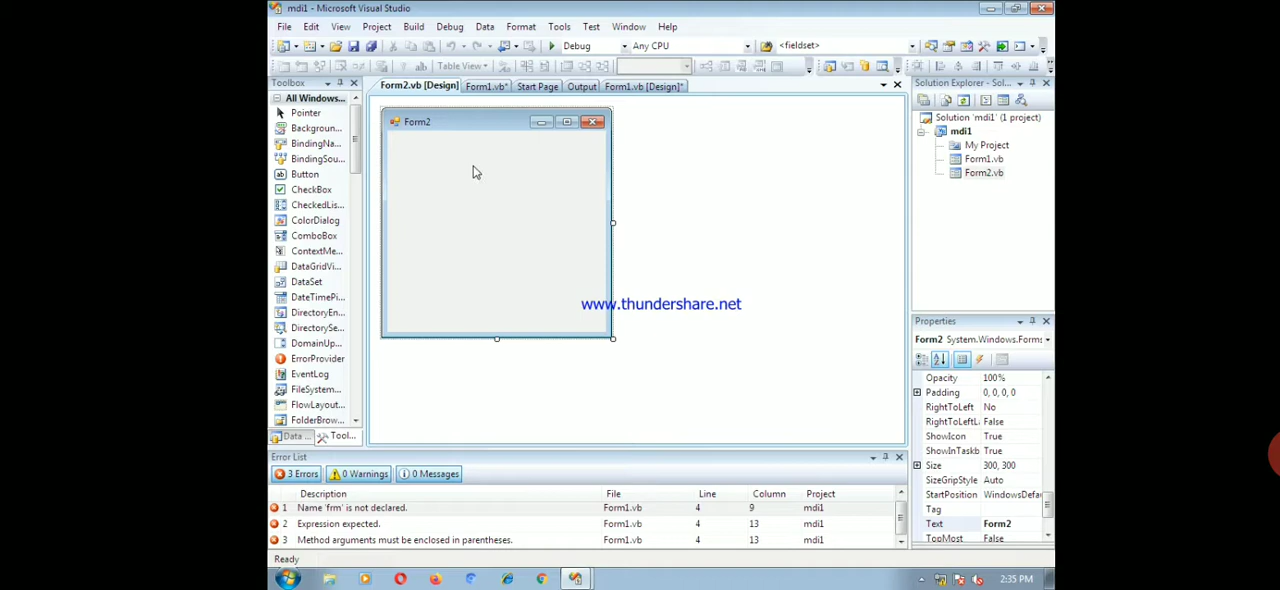 mdi1 - Microsoft Visual Studio
File Edit View Project Build Debug Data Format Tools Test Window Help
Debug Any CPU <fieldset>
Table View
Toolbox
All Windows...
Pointer
Backgroun...
BindingNa...
BindingSou...
Button
CheckBox
CheckedLis...
ColorDialog
ComboBox
ContextMe...
DataGridVi...
DataSet
DateTimePi...
DirectoryEn...
DirectorySe...
DomainUp...
ErrorProvider
EventLog
FileSystem...
FlowLayout...
FolderBrow...
Data ... Tool...
Form2.vb [Design] Form1.vb* Start Page Output Form1.vb [Design]*
Form2
www.thundershare.net
Solution Explorer - Sol...
Solution 'mdi1' (1 project)
mdi1
My Project
Form1.vb
Form2.vb
Properties
Form2 System.Windows.Forms
Opacity 100%
Padding 0, 0, 0, 0
RightToLeft No
RightToLeftL False
ShowIcon True
ShowInTaskb True
Size 300, 300
SizeGripStyle Auto
StartPosition WindowsDefa
Tag
Text Form2
TopMost False
Error List
3 Errors 0 Warnings 0 Messages
Description File Line Column Project
1 Name 'frm' is not declared. Form1.vb 4 9 mdi1
2 Expression expected. Form1.vb 4 13 mdi1
3 Method arguments must be enclosed in parentheses. Form1.vb 4 13 mdi1
Ready
2:35 PM